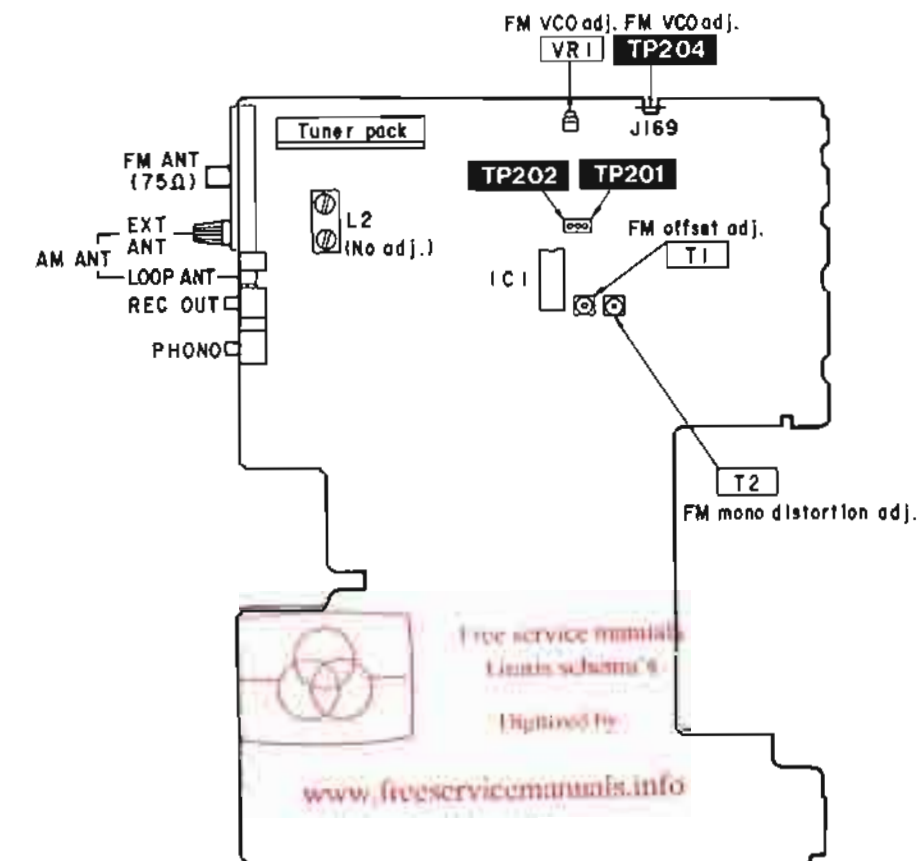 FM VCO adj. FM VCO adj.
VR1 TP204
Tuner pack
J169
FM ANT
(75Ω)
TP202 TP201
L2
(No adj.)
EXT
ANT
AM ANT
LOOP ANT
FM offset adj.
T1
IC1
REC OUT
PHONO
T2
FM mono distortion adj.
Free service manuals
Gratis schema's
Digitized by
www.freeservicemanuals.info